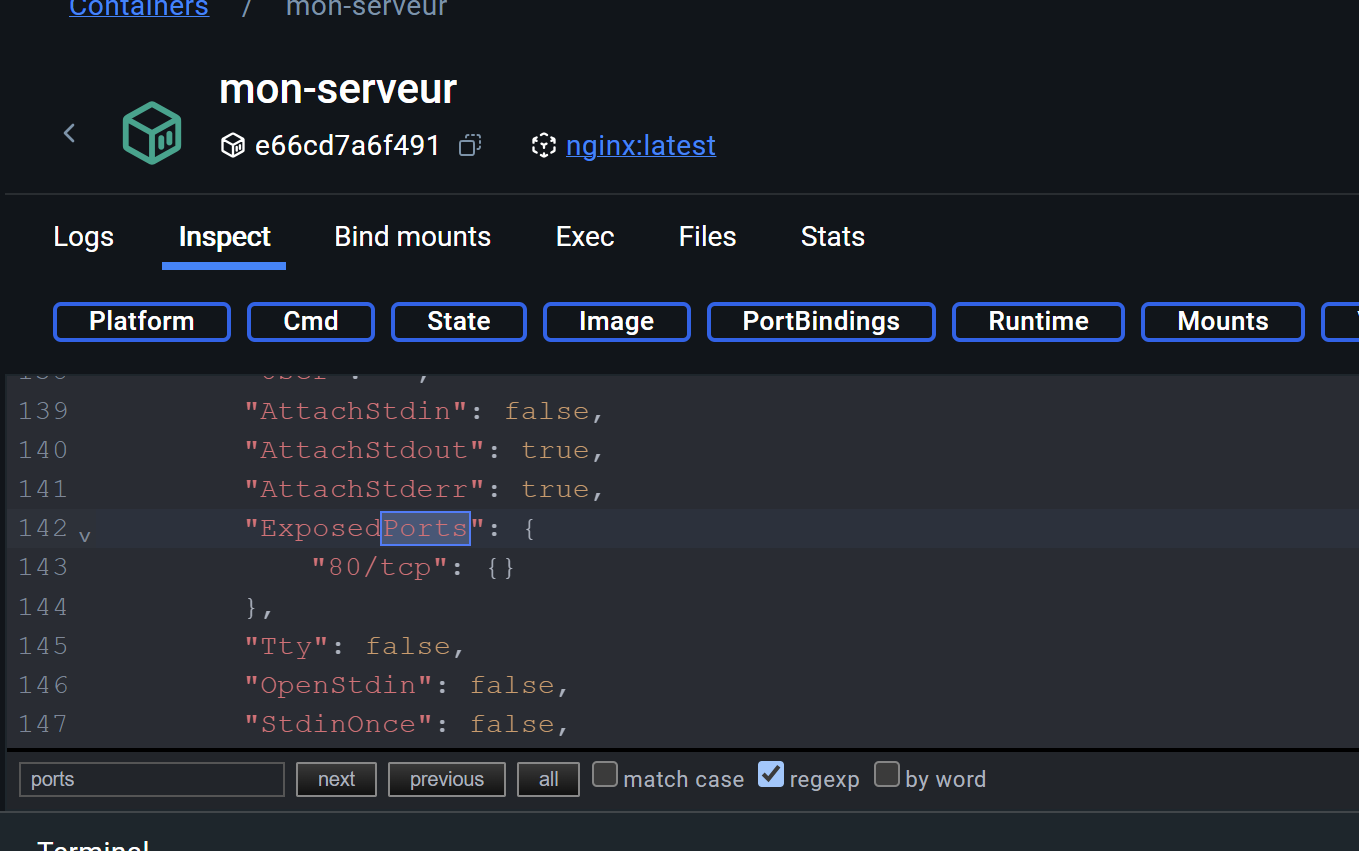 Containers / mon-serveur
mon-serveur
e66cd7a6f491 nginx:latest
Logs Inspect Bind mounts Exec Files Stats
Platform Cmd State Image PortBindings Runtime Mounts
139 "AttachStdin": false,
140 "AttachStdout": true,
141 "AttachStderr": true,
142 v "ExposedPorts": {
143 "80/tcp": {}
144 },
145 "Tty": false,
146 "OpenStdin": false,
147 "StdinOnce": false,
ports next previous all match case regexp by word
Terminal